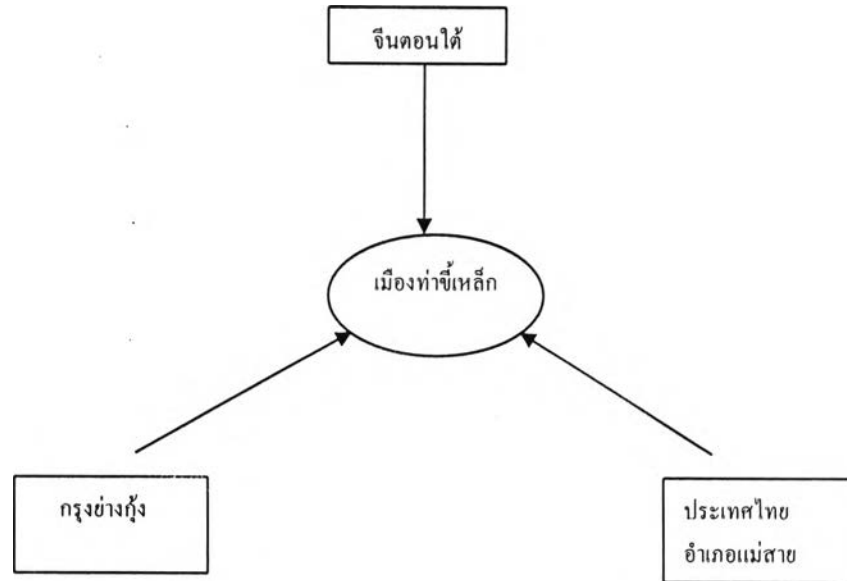 จีนตอนใต้
เมืองท่าขี้เหล็ก
กรุงย่างกุ้ง
ประเทศไทย
อำเภอแม่สาย